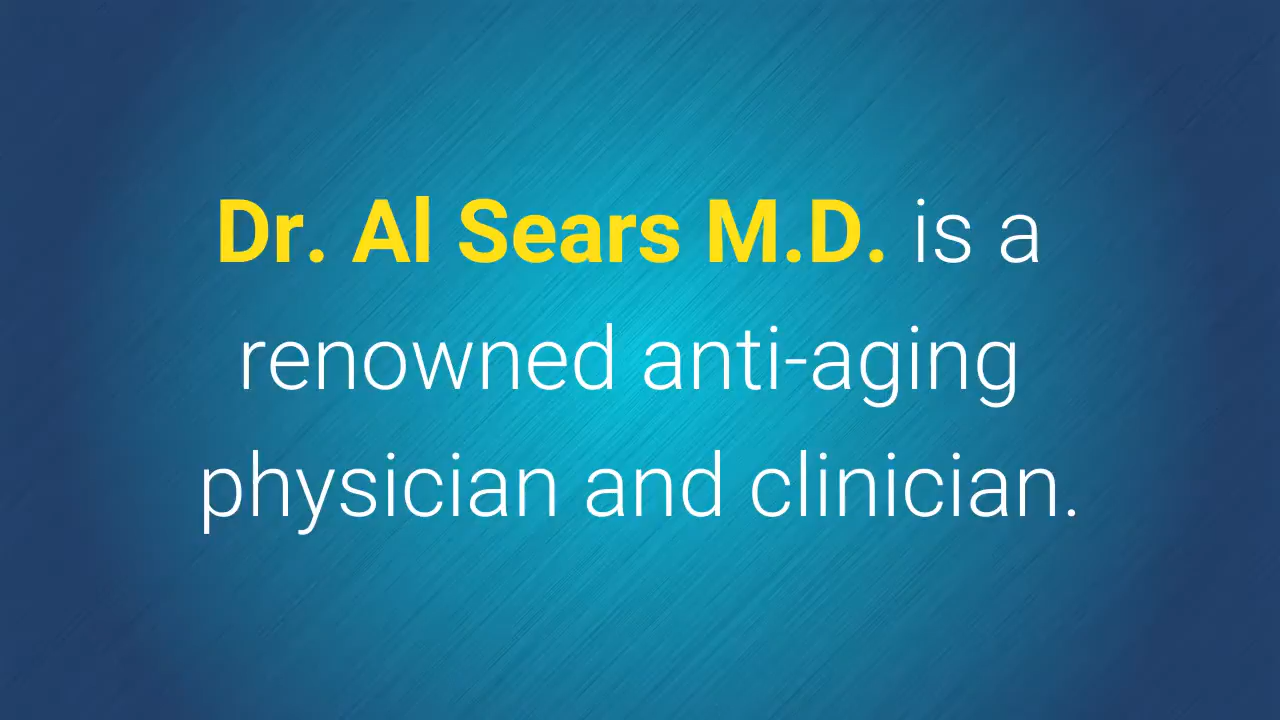 Dr. Al Sears M.D. is a
renowned anti-aging
physician and clinician.